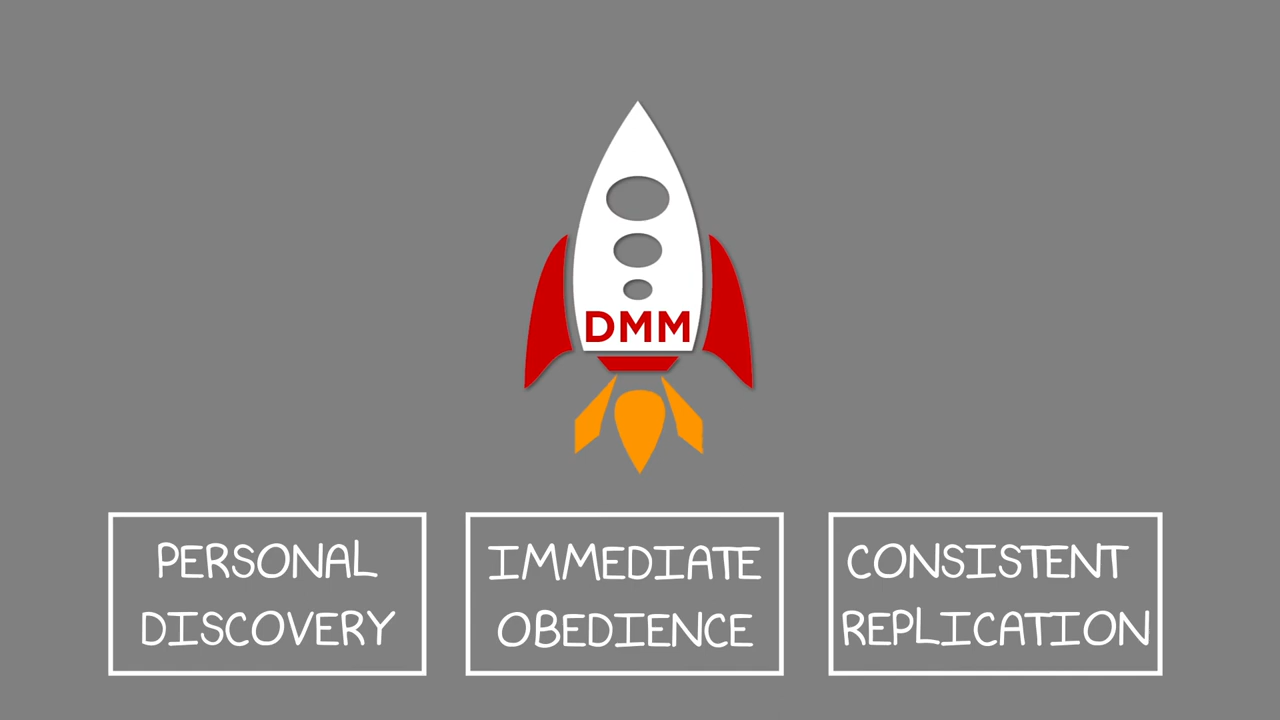 DMM
PERSONAL
DISCOVERY
IMMEDIATE
OBEDIENCE
CONSISTENT
REPLICATION